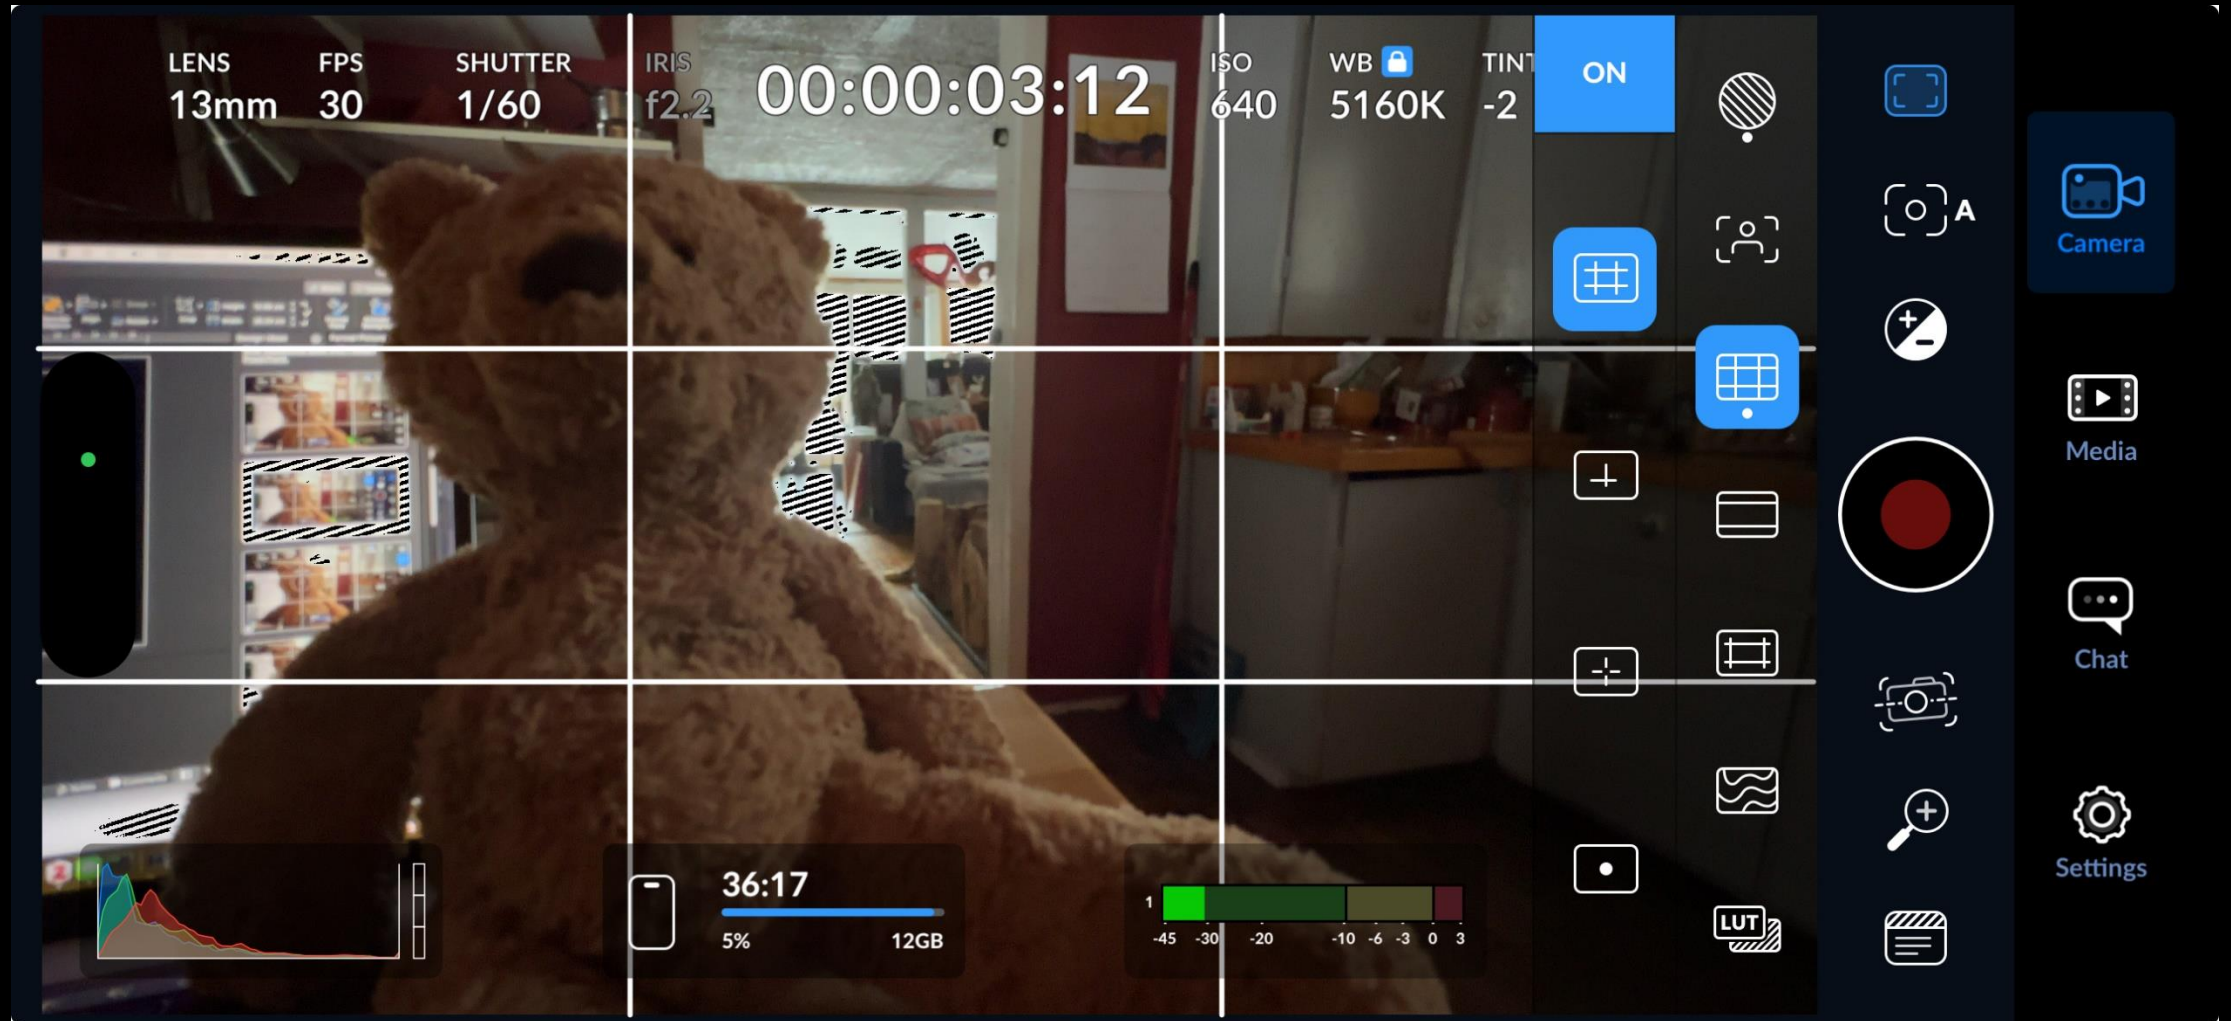 LENS
13mm
FPS
30
SHUTTER
1/60
IRIS
f2.2
00:00:03:12
ISO
640
WB
5160K
TINT
-2
ON
A
Camera
Media
Chat
Settings
LUT
36:17
5% 12GB
1
-45 -30 -20 -10 -6 -3 0 3